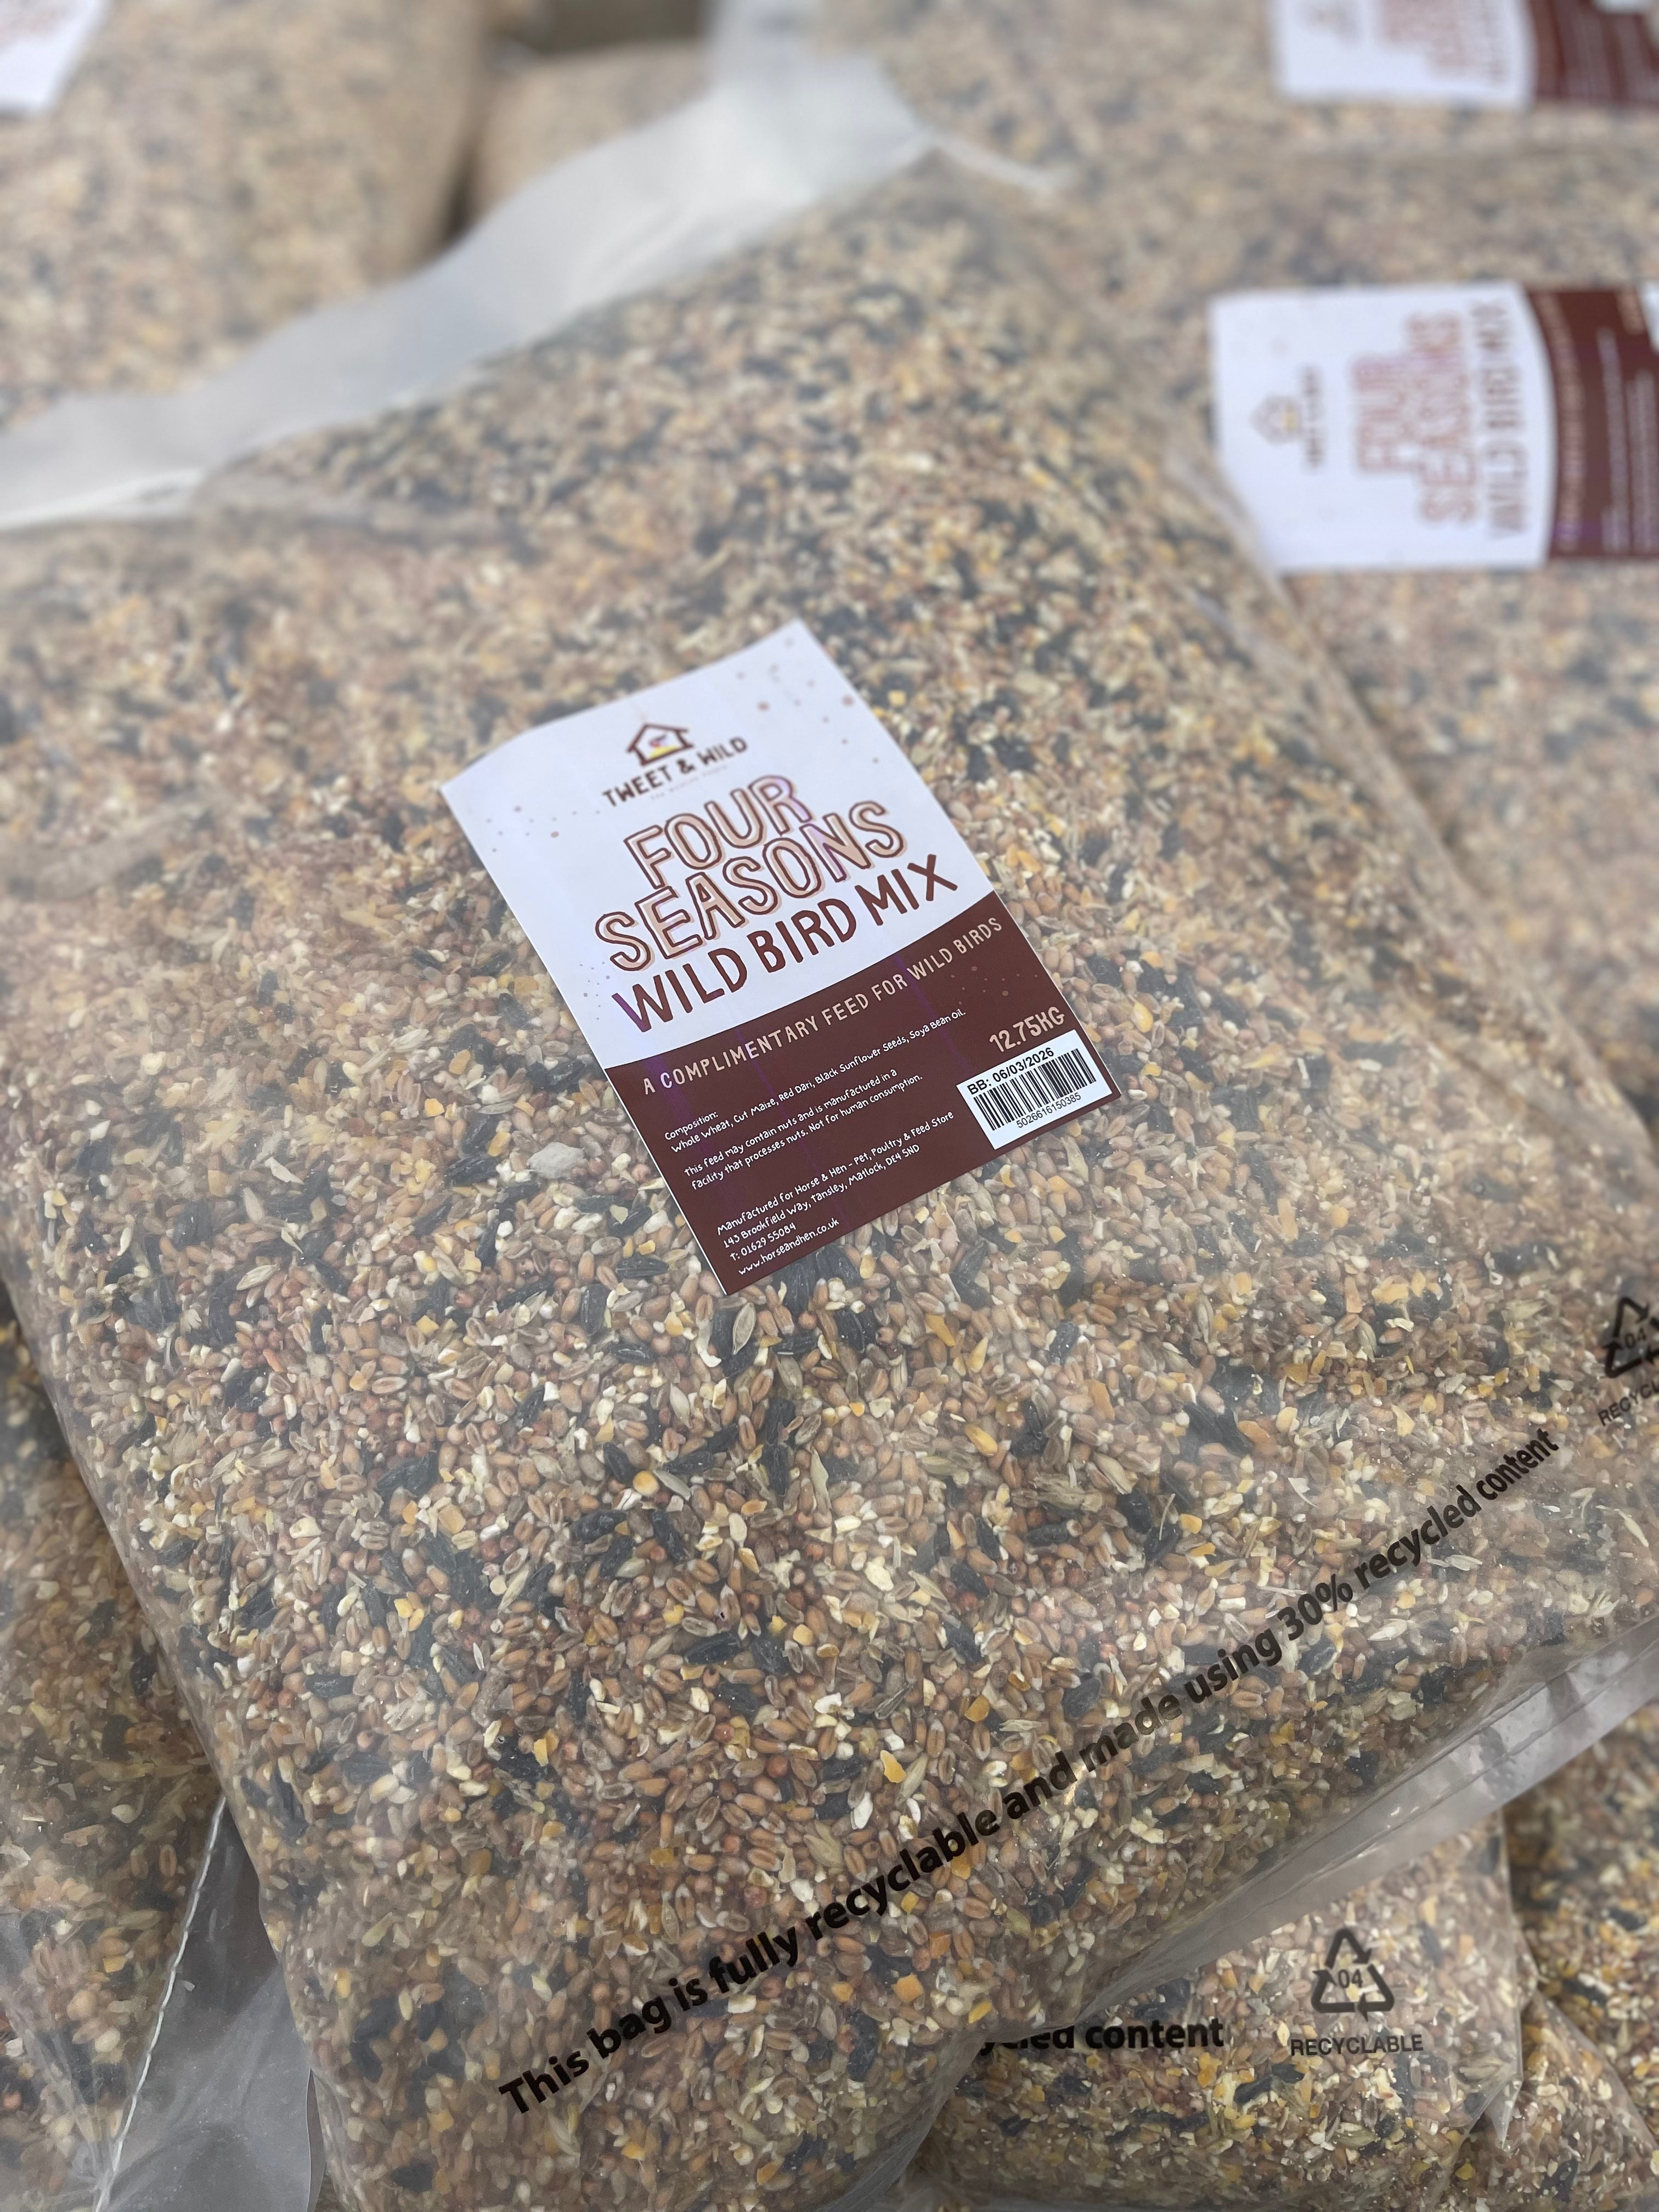 TWEET & WILD
FOUR
SEASONS
WILD BIRD MIX
A COMPLIMENTARY FEED FOR WILD BIRDS
12.75KG
Composition:
Whole Wheat, Cut Maize, Red Dari, Black Sunflower Seeds, Soya Bean Oil.
This feed may contain nuts and is manufactured in a
facility that processes nuts. Not for human consumption.
BB: 06/03/2026
5026616150385
Manufactured for Horse & Hen - Pet, Poultry & Feed Store
143 Brookfield Way, Tansley, Matlock, DE4 5ND
T: 01629 55084
www.horseandhen.co.uk
FOUR
SEASONS
WILD BIRD MIX
04
This bag is fully recyclable and made using 30% recycled content
content
04
RECYCLABLE